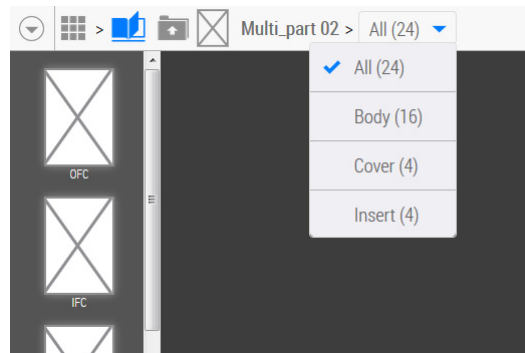 > Multi_part 02 > All (24)
All (24)
Body (16)
Cover (4)
Insert (4)
OFC
IFC